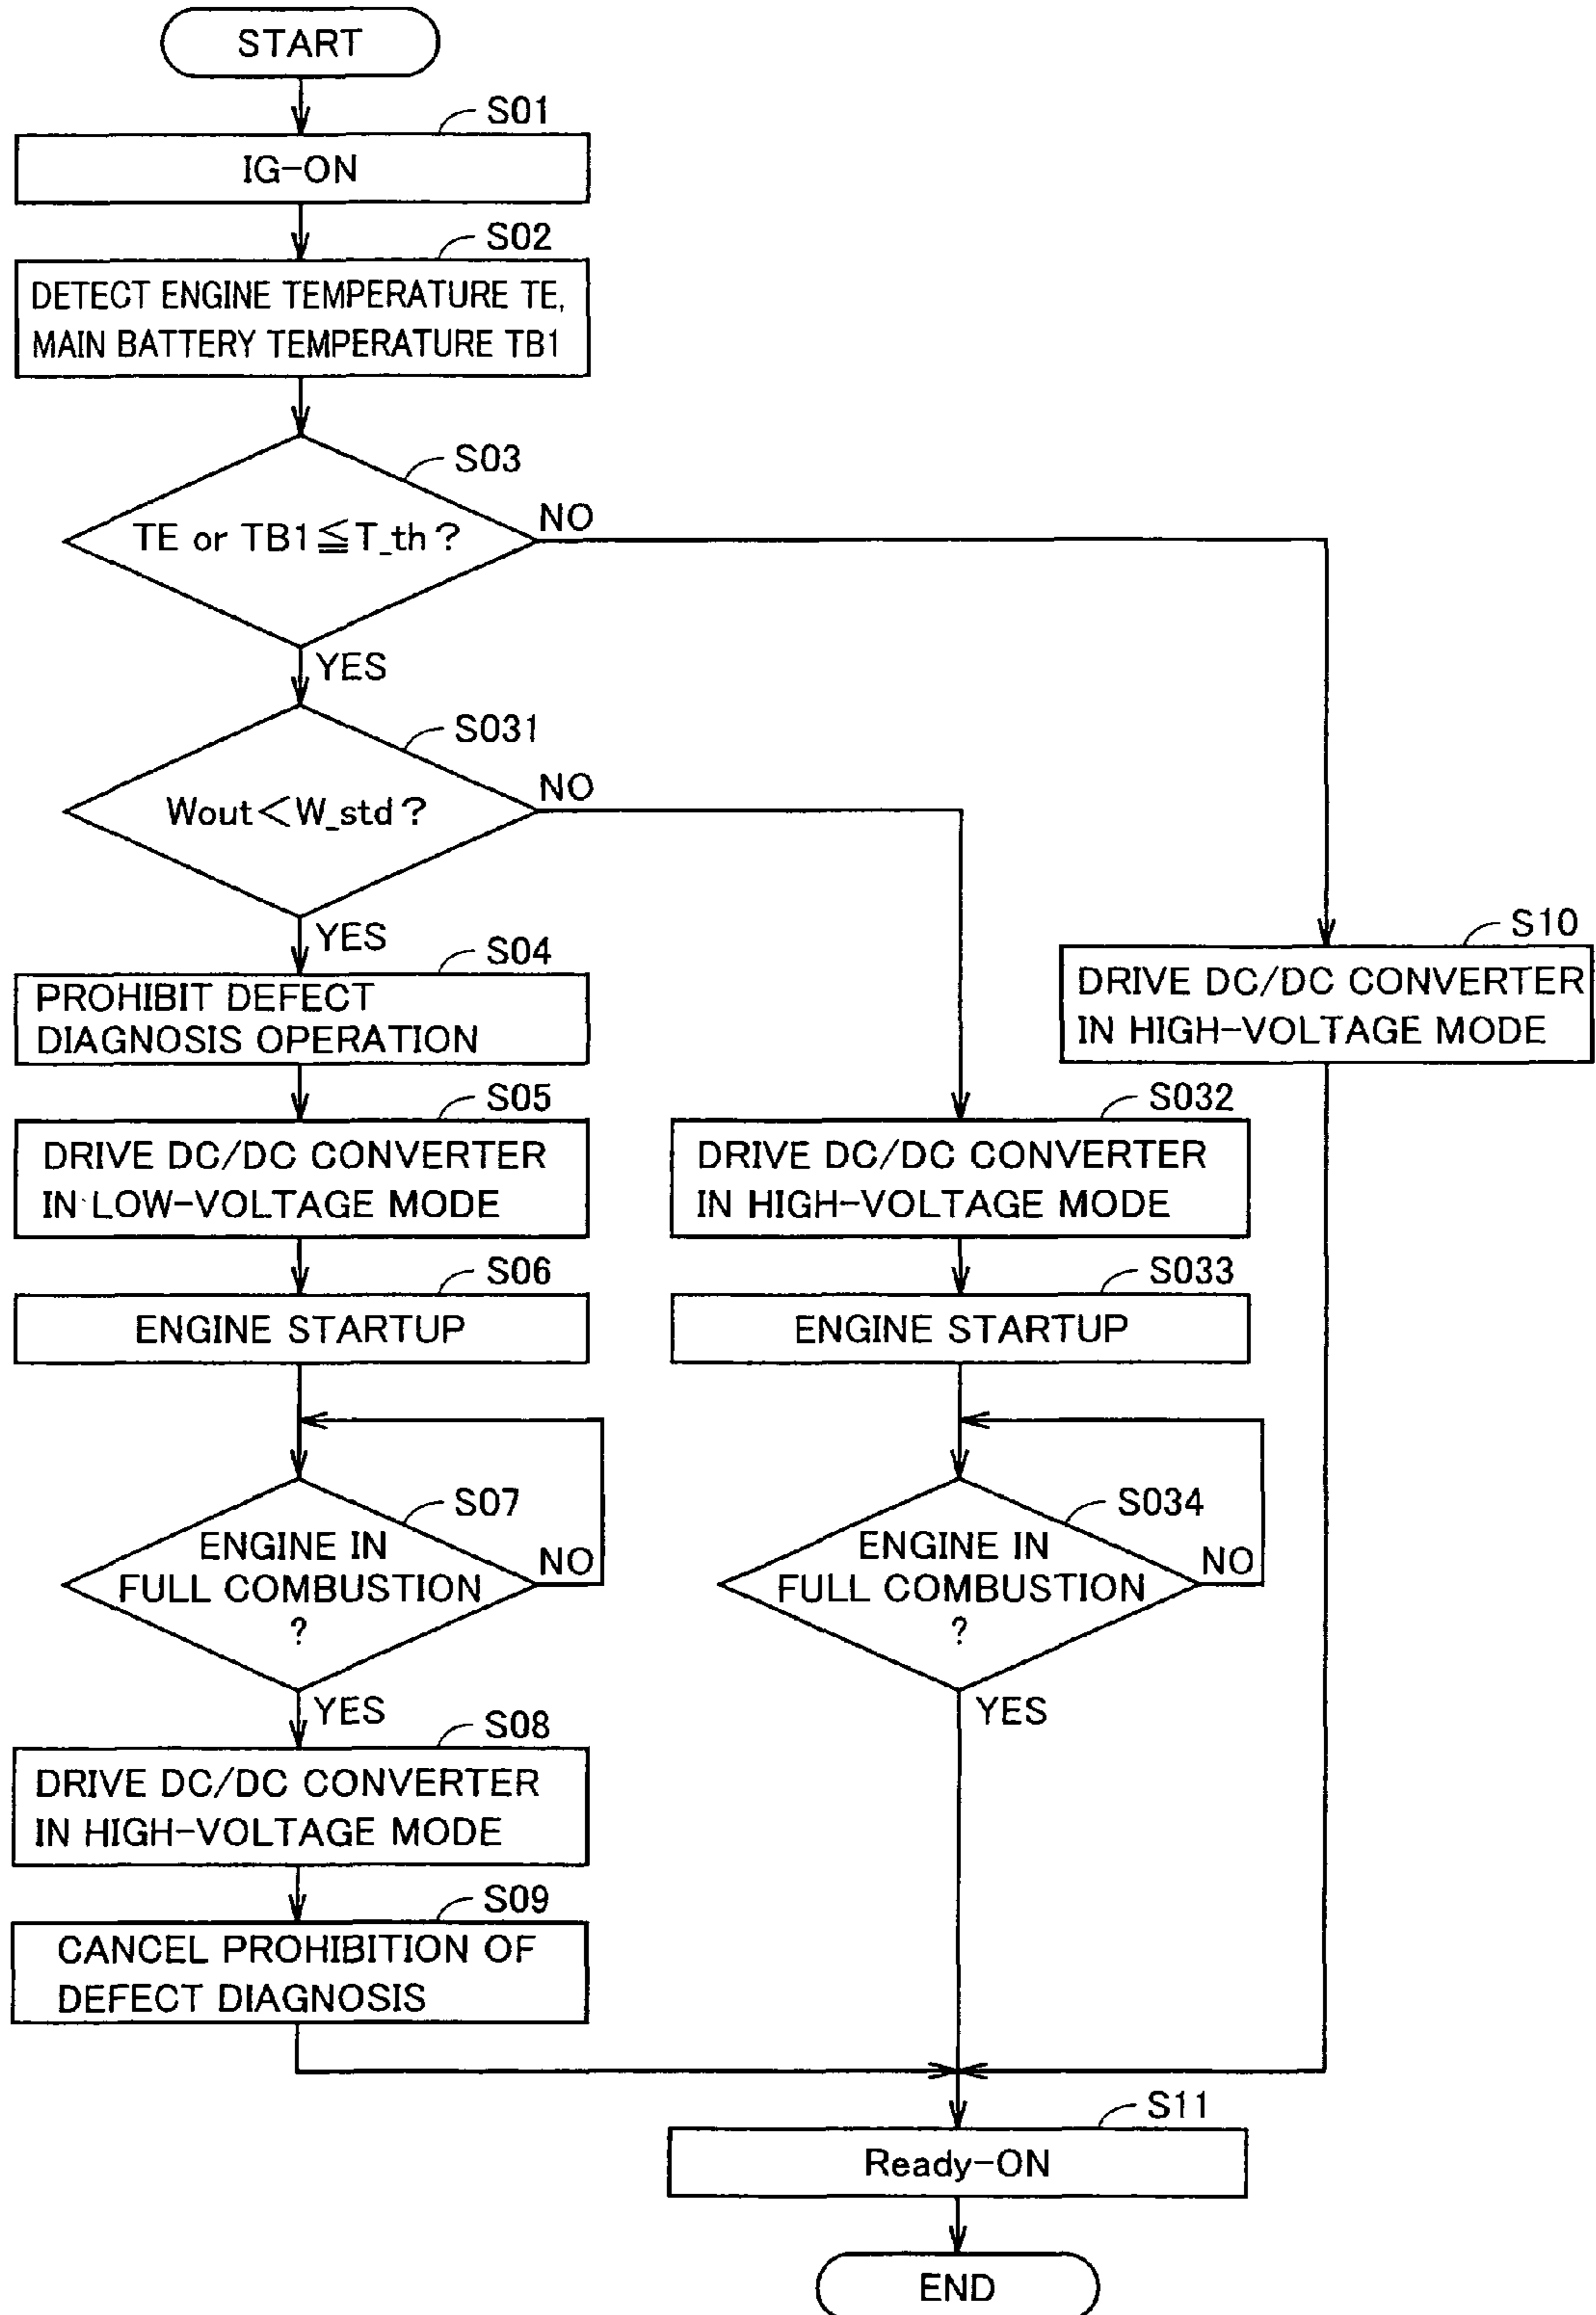 START
S01
IG-ON
S02
DETECT ENGINE TEMPERATURE TE,
MAIN BATTERY TEMPERATURE TB1
S03
TE or TB1≦T_th?
NO
YES
S031
Wout<W_std?
NO
YES
S04
PROHIBIT DEFECT
DIAGNOSIS OPERATION
S05
DRIVE DC/DC CONVERTER
IN LOW-VOLTAGE MODE
S06
ENGINE STARTUP
S07
ENGINE IN
FULL COMBUSTION
?
NO
YES
S08
DRIVE DC/DC CONVERTER
IN HIGH-VOLTAGE MODE
S09
CANCEL PROHIBITION OF
DEFECT DIAGNOSIS
S032
DRIVE DC/DC CONVERTER
IN HIGH-VOLTAGE MODE
S033
ENGINE STARTUP
S034
ENGINE IN
FULL COMBUSTION
?
NO
YES
S10
DRIVE DC/DC CONVERTER
IN HIGH-VOLTAGE MODE
S11
Ready-ON
END